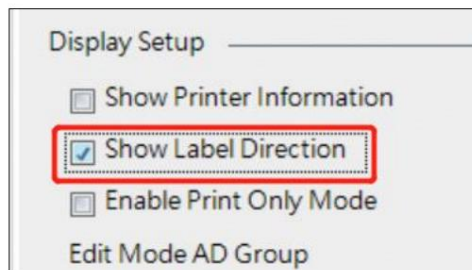 Display Setup
Show Printer Information
Show Label Direction
Enable Print Only Mode
Edit Mode AD Group